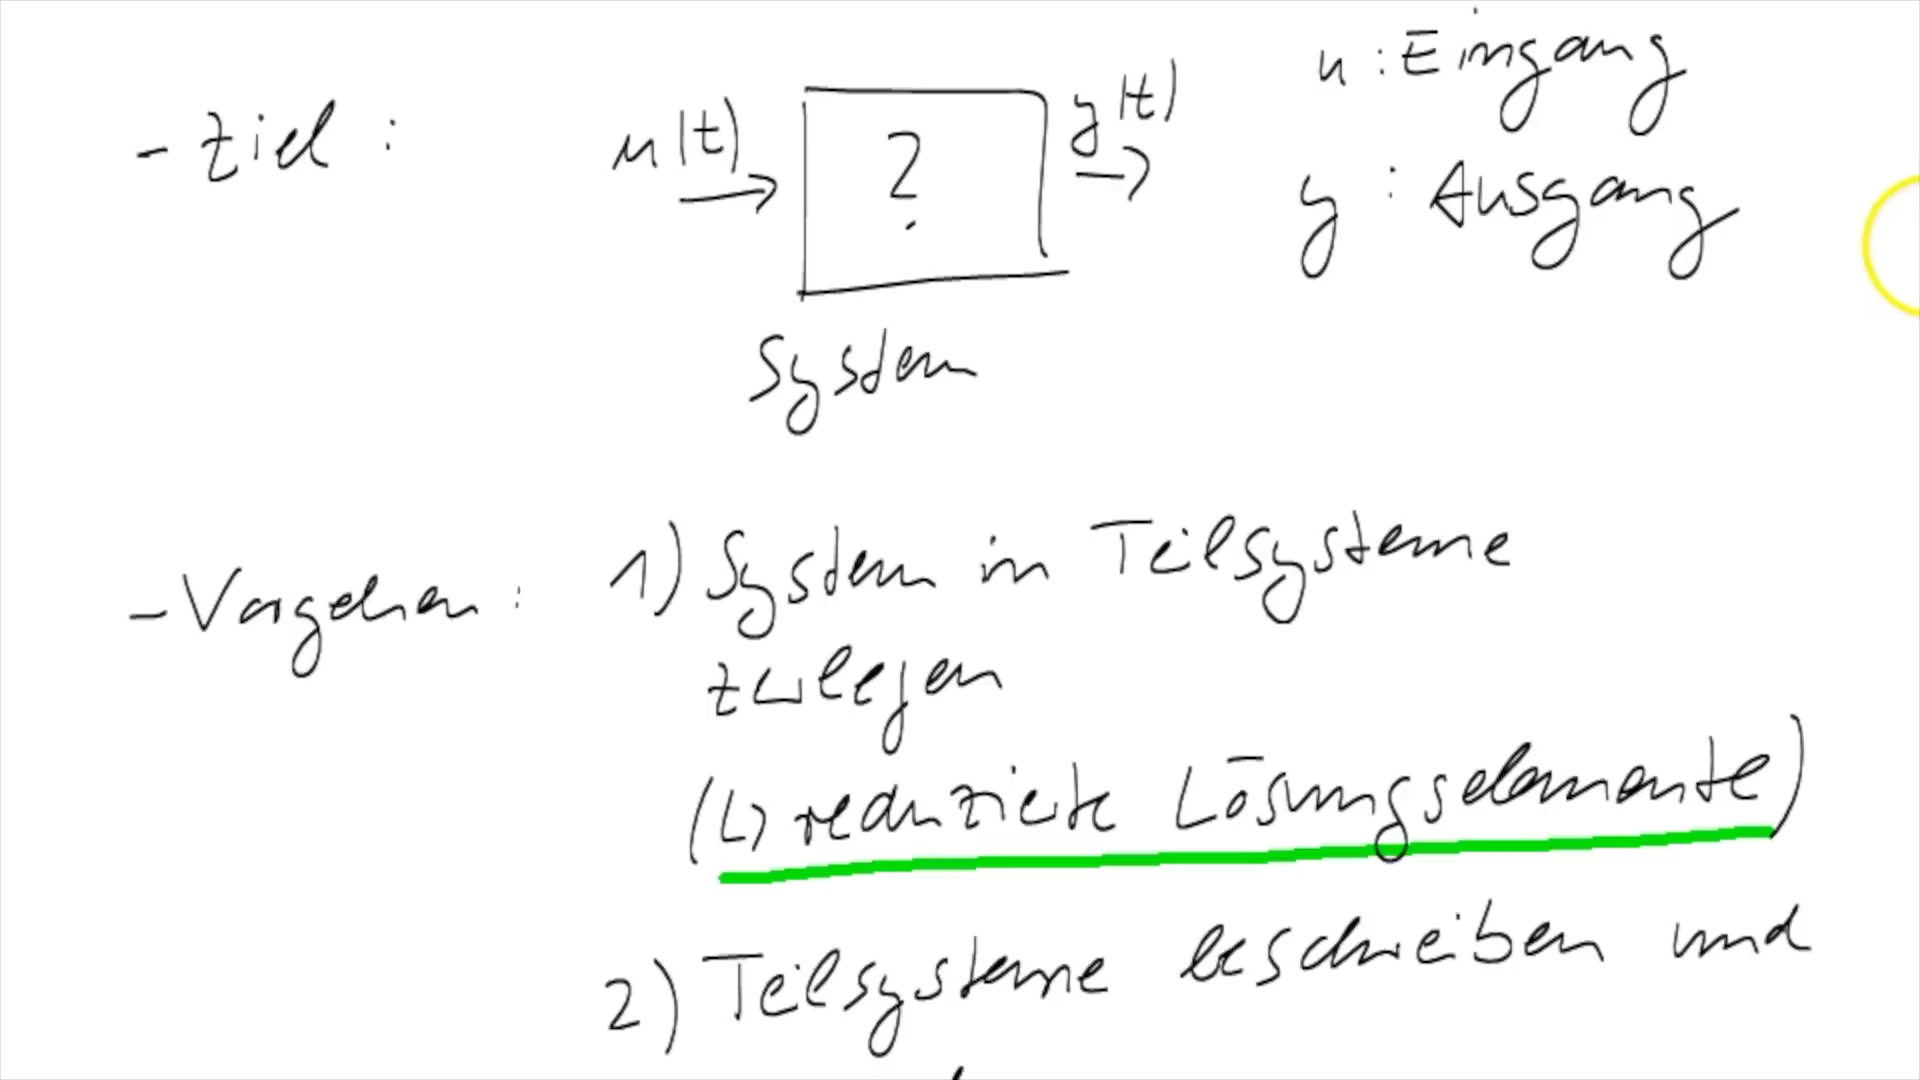 - Ziel : u(t) ? y(t) u : Eingang
y : Ausgang
System
- Vorgehen : 1) System in Teilsysteme
zerlegen
(↳ reduzierte Lösungselemente)
2) Teilsysteme beschreiben und